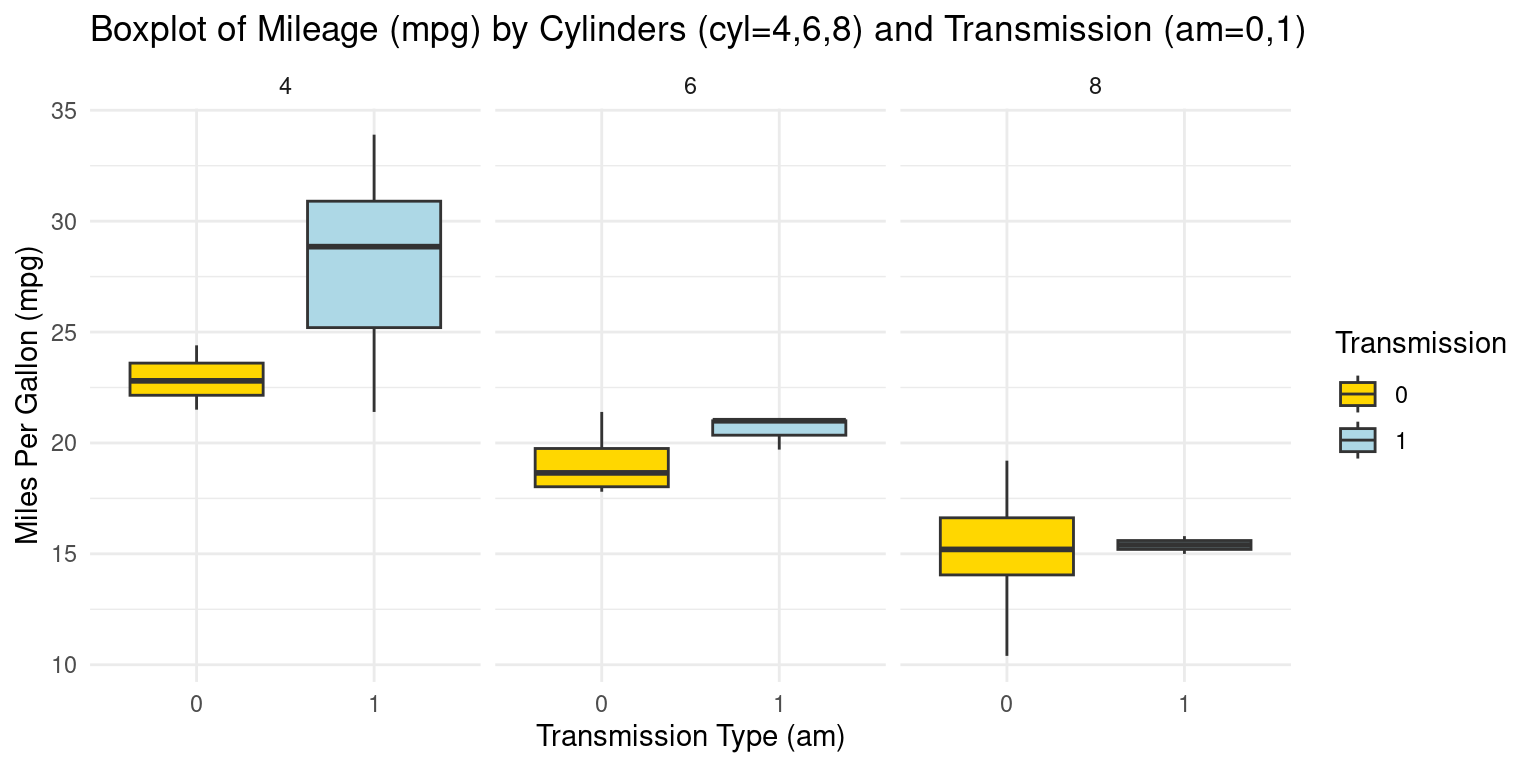 Boxplot of Mileage (mpg) by Cylinders (cyl=4,6,8) and Transmission (am=0,1)
4 6 8
35
30
25
20
15
10
Miles Per Gallon (mpg)
0 1 0 1 0 1
Transmission Type (am)
Transmission
0
1